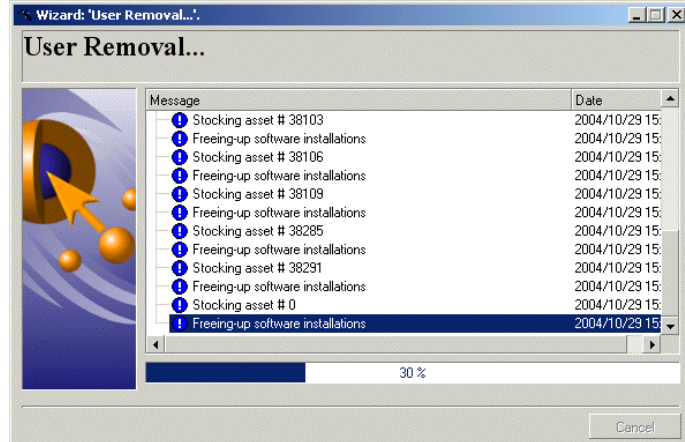 Wizard: 'User Removal...'.
User Removal...
Message Date
Stocking asset # 38103 2004/10/29 15:
Freeing-up software installations 2004/10/29 15:
Stocking asset # 38106 2004/10/29 15:
Freeing-up software installations 2004/10/29 15:
Stocking asset # 38109 2004/10/29 15:
Freeing-up software installations 2004/10/29 15:
Stocking asset # 38285 2004/10/29 15:
Freeing-up software installations 2004/10/29 15:
Stocking asset # 38291 2004/10/29 15:
Freeing-up software installations 2004/10/29 15:
Stocking asset # 0 2004/10/29 15:
Freeing-up software installations 2004/10/29 15:
30 %
Cancel